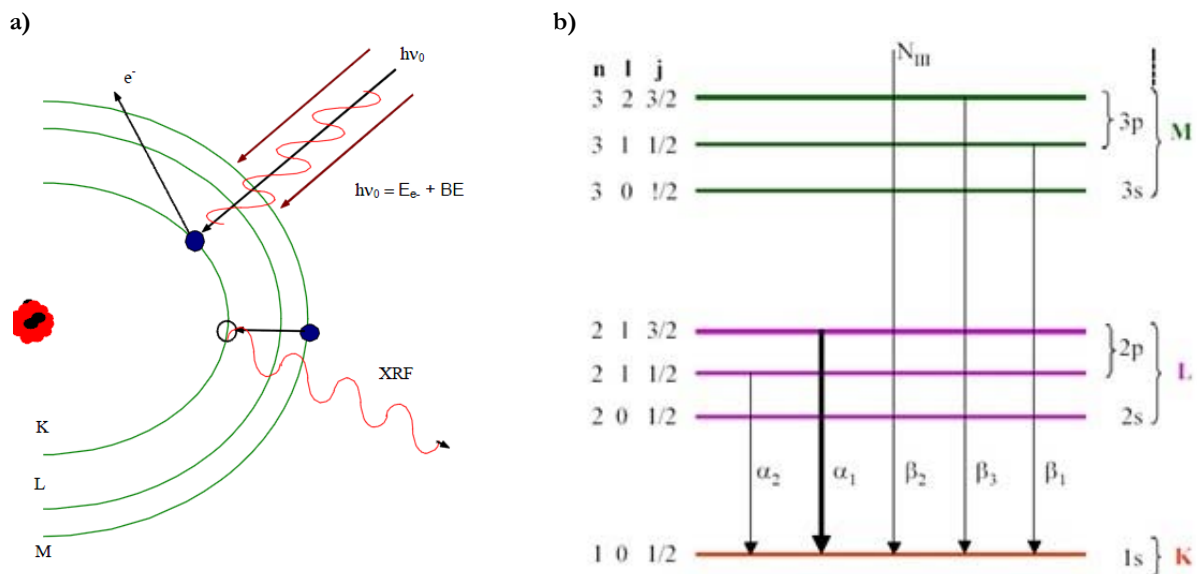 a)
hν₀
e⁻
hν₀ = Eₑ₋ + BE
XRF
K
L
M
b)
N_III
n l j
3 2 3/2
3 1 1/2
3 0 1/2
3p
M
3s
2 1 3/2
2 1 1/2
2 0 1/2
2p
L
2s
α₂ α₁ β₂ β₃ β₁
1 0 1/2
1s K